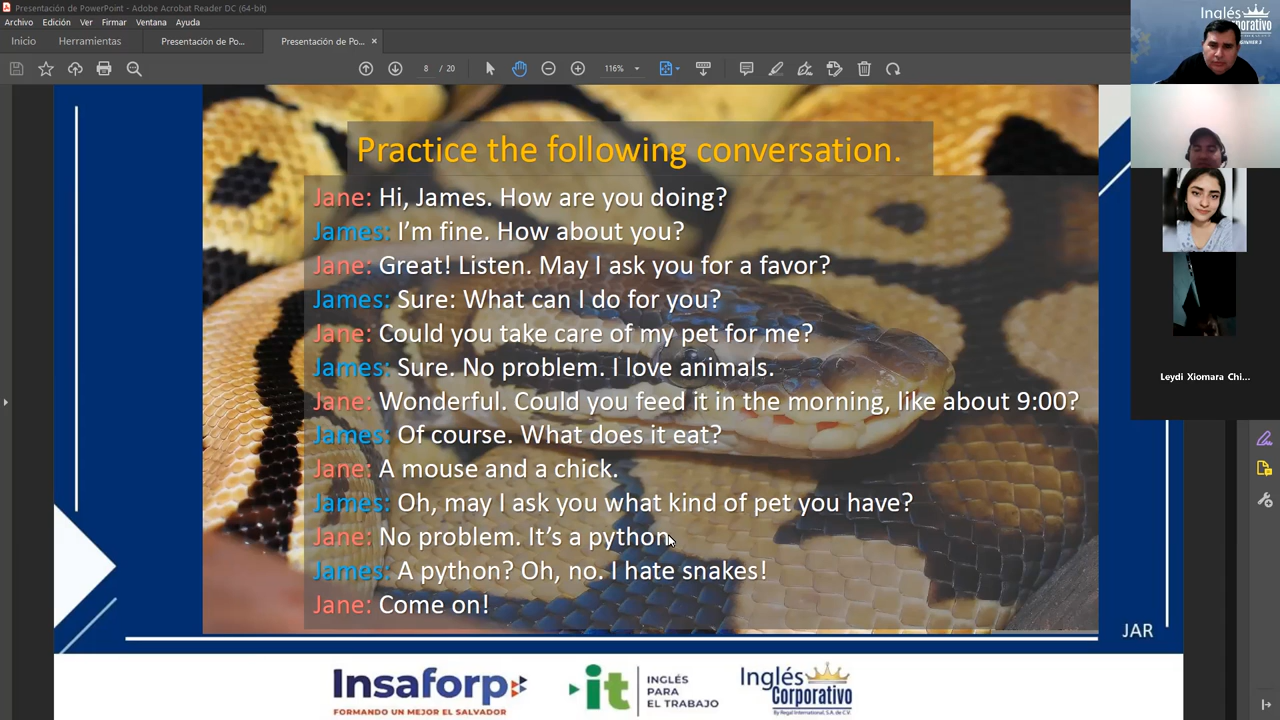 Presentación de PowerPoint - Adobe Acrobat Reader DC (64-bit)
Archivo Edición Ver Firmar Ventana Ayuda
Inicio Herramientas Presentación de Po... Presentación de Po... ×
8 / 20 116%
Practice the following conversation.
Jane: Hi, James. How are you doing?
James: I'm fine. How about you?
Jane: Great! Listen. May I ask you for a favor?
James: Sure: What can I do for you?
Jane: Could you take care of my pet for me?
James: Sure. No problem. I love animals.
Jane: Wonderful. Could you feed it in the morning, like about 9:00?
James: Of course. What does it eat?
Jane: A mouse and a chick.
James: Oh, may I ask you what kind of pet you have?
Jane: No problem. It's a python.
James: A python? Oh, no. I hate snakes!
Jane: Come on!
JAR
Insaforp
FORMANDO UN MEJOR EL SALVADOR
it
INGLÉS
PARA
EL TRABAJO
Inglés
Corporativo
By Regal International, S.A. de C.V.
Inglés
Leydi Xiomara Chi...